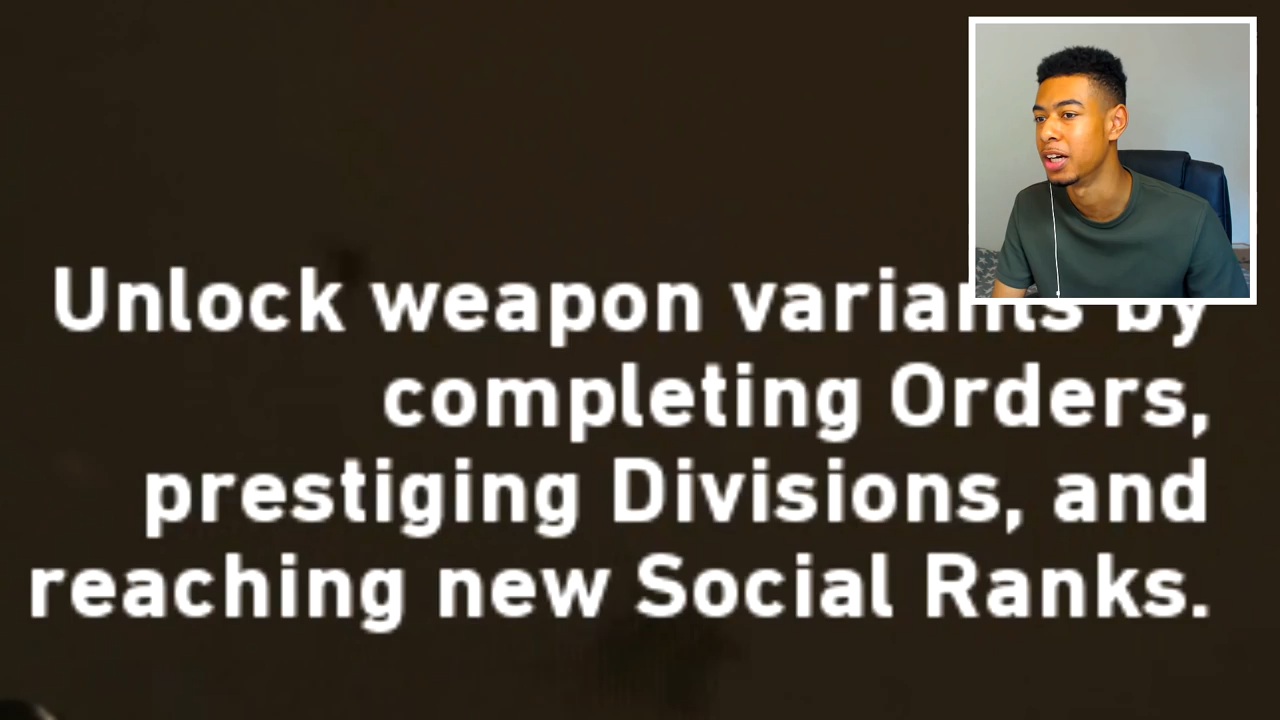 Unlock weapon variants by
completing Orders,
prestiging Divisions, and
reaching new Social Ranks.